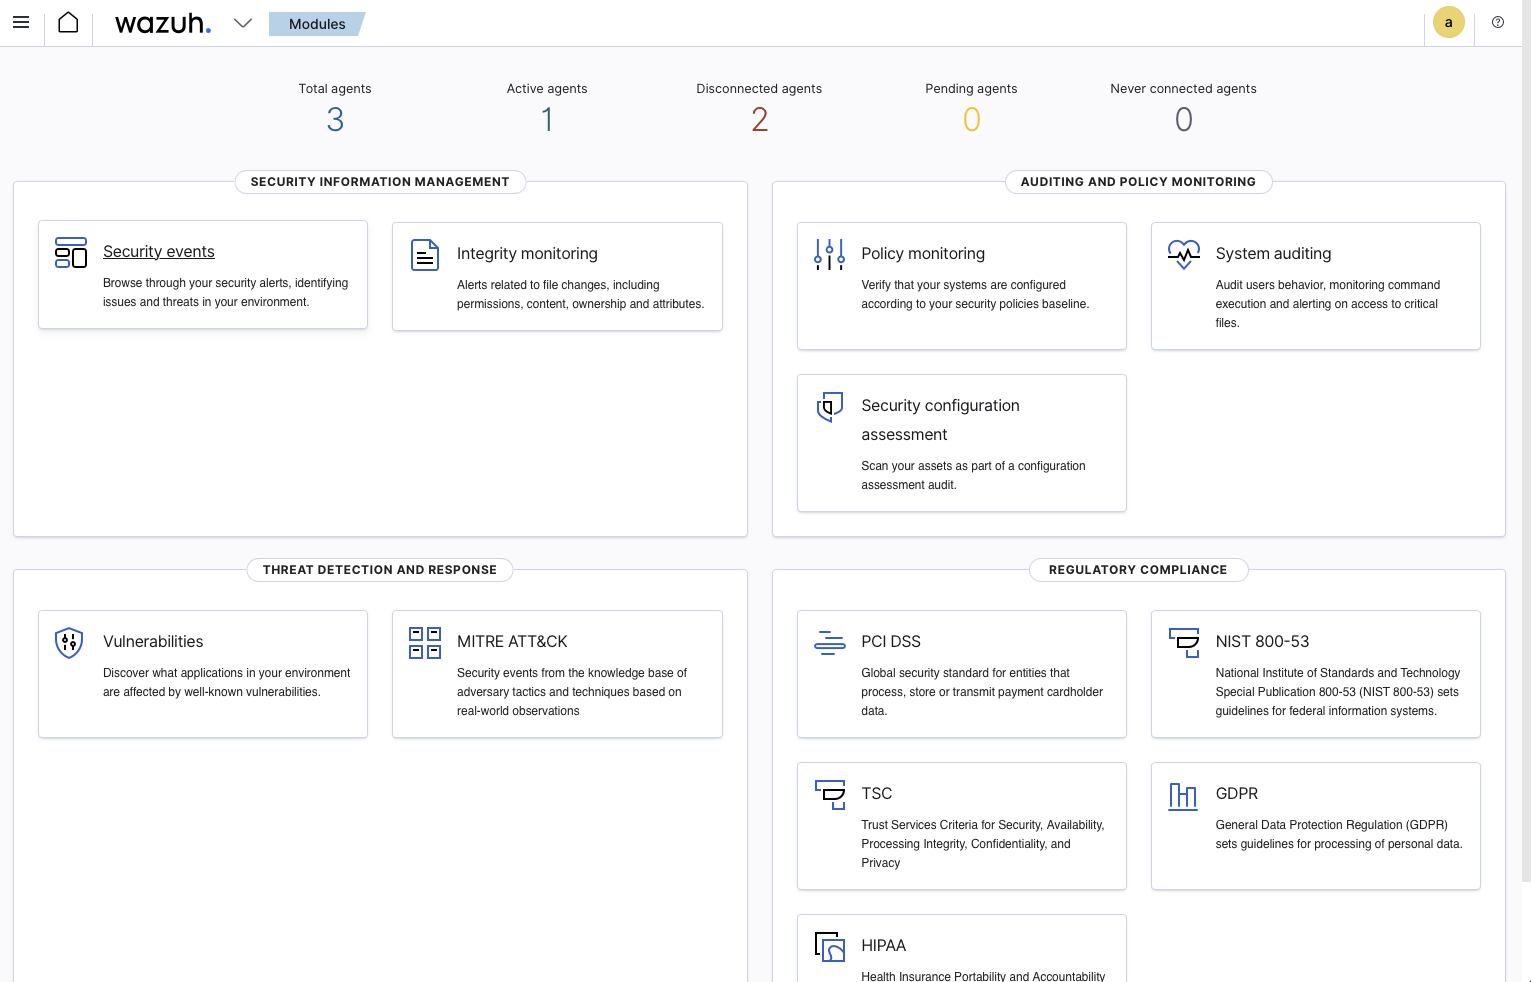 wazuh.
Modules
a
Total agents
3
Active agents
1
Disconnected agents
2
Pending agents
0
Never connected agents
0
SECURITY INFORMATION MANAGEMENT
Security events
Browse through your security alerts, identifying
issues and threats in your environment.
Integrity monitoring
Alerts related to file changes, including
permissions, content, ownership and attributes.
AUDITING AND POLICY MONITORING
Policy monitoring
Verify that your systems are configured
according to your security policies baseline.
System auditing
Audit users behavior, monitoring command
execution and alerting on access to critical
files.
Security configuration
assessment
Scan your assets as part of a configuration
assessment audit.
THREAT DETECTION AND RESPONSE
Vulnerabilities
Discover what applications in your environment
are affected by well-known vulnerabilities.
MITRE ATT&CK
Security events from the knowledge base of
adversary tactics and techniques based on
real-world observations
REGULATORY COMPLIANCE
PCI DSS
Global security standard for entities that
process, store or transmit payment cardholder
data.
NIST 800-53
National Institute of Standards and Technology
Special Publication 800-53 (NIST 800-53) sets
guidelines for federal information systems.
TSC
Trust Services Criteria for Security, Availability,
Processing Integrity, Confidentiality, and
Privacy
GDPR
General Data Protection Regulation (GDPR)
sets guidelines for processing of personal data.
HIPAA
Health Insurance Portability and Accountability